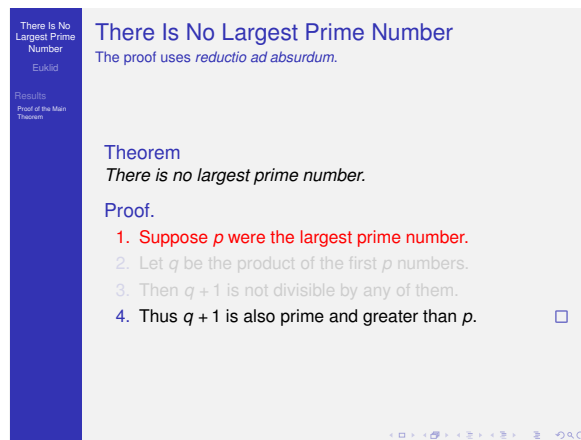 There Is No
Largest Prime
Number
Euklid
Results
Proof of the Main
Theorem
There Is No Largest Prime Number
The proof uses reductio ad absurdum.
Theorem
There is no largest prime number.
Proof.
1. Suppose p were the largest prime number.
2. Let q be the product of the first p numbers.
3. Then q + 1 is not divisible by any of them.
4. Thus q + 1 is also prime and greater than p.